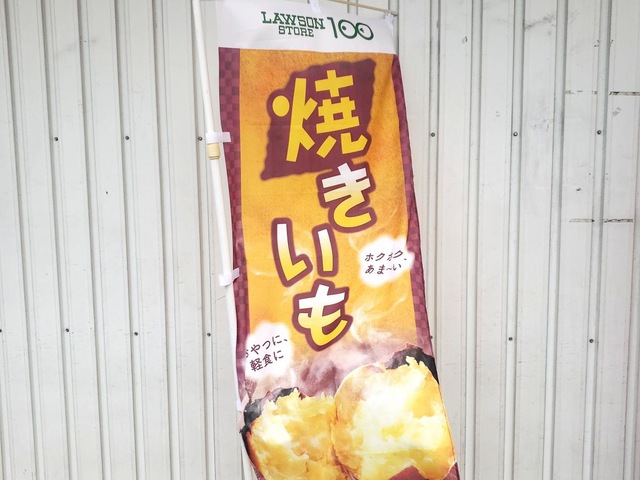 LAWSON
STORE 100
焼きいも
ホクホク
あま～い、
おやつに、
軽食に